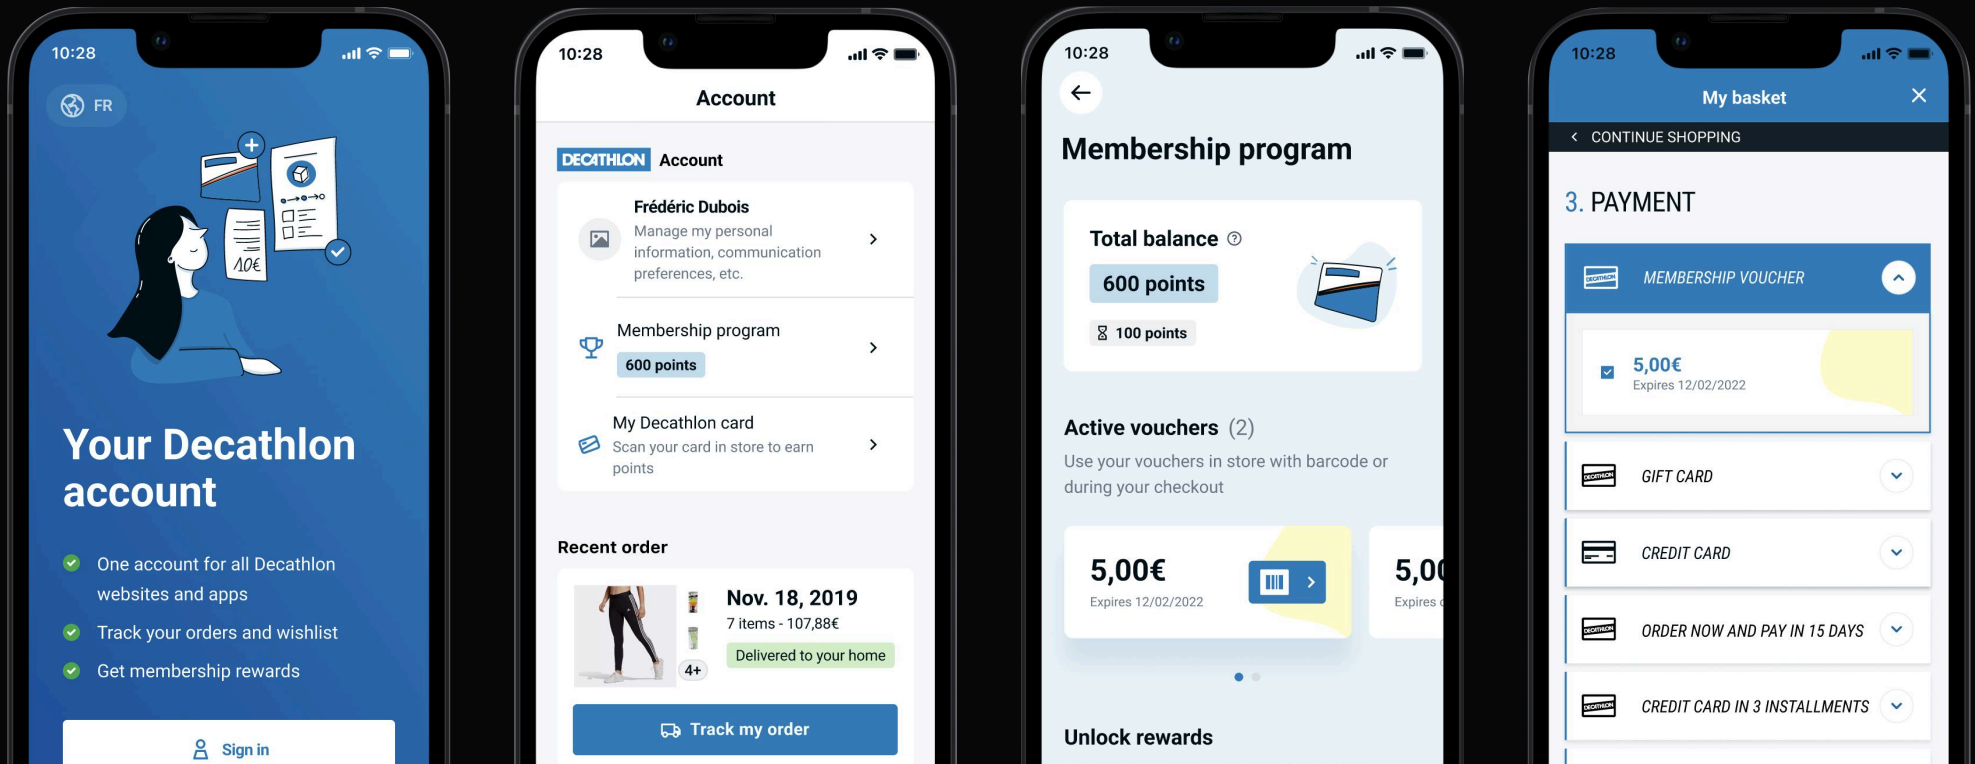 10:28
FR
10€
Your Decathlon
account
One account for all Decathlon
websites and apps
Track your orders and wishlist
Get membership rewards
Sign in
10:28
Account
DECATHLON Account
Frédéric Dubois
Manage my personal
information, communication
preferences, etc.
Membership program
600 points
My Decathlon card
Scan your card in store to earn
points
Recent order
Nov. 18, 2019
7 items - 107,88€
Delivered to your home
4+
Track my order
10:28
Membership program
Total balance
600 points
100 points
Active vouchers (2)
Use your vouchers in store with barcode or
during your checkout
5,00€
Expires 12/02/2022
5,00
Expires
Unlock rewards
10:28
My basket
CONTINUE SHOPPING
3. PAYMENT
DECATHLON
MEMBERSHIP VOUCHER
5,00€
Expires 12/02/2022
DECATHLON
GIFT CARD
CREDIT CARD
DECATHLON
ORDER NOW AND PAY IN 15 DAYS
DECATHLON
CREDIT CARD IN 3 INSTALLMENTS